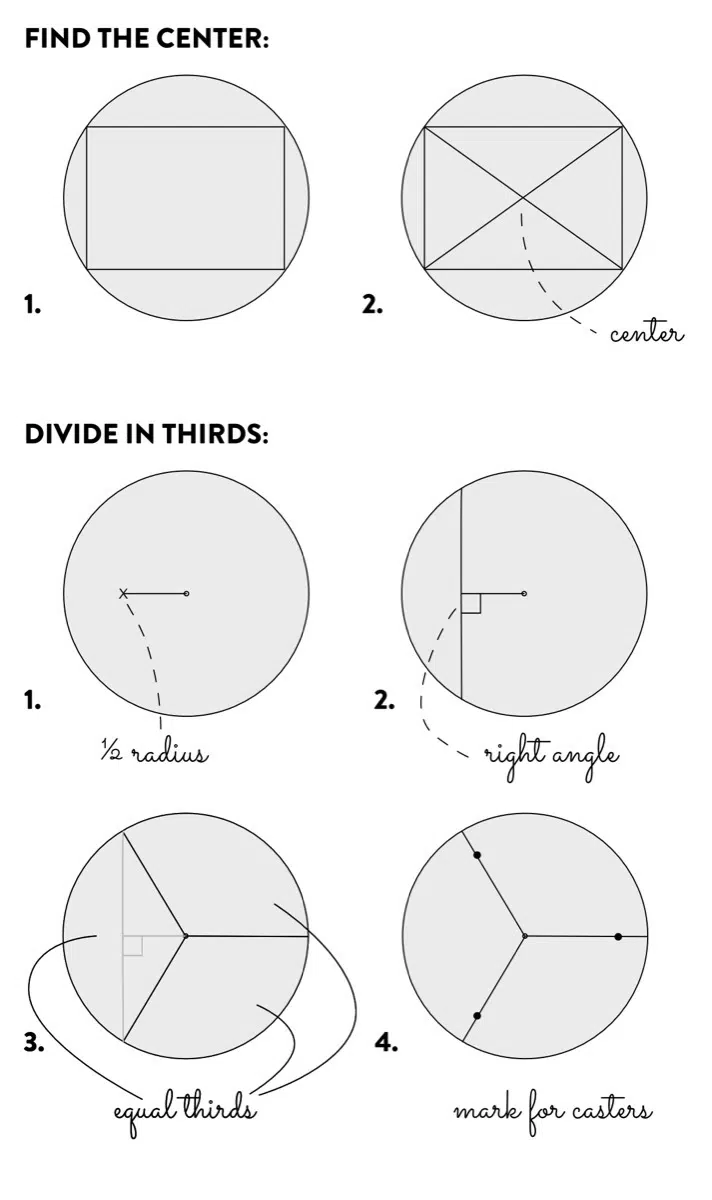 FIND THE CENTER:
1.
2.
center
DIVIDE IN THIRDS:
1.
½ radius
2.
right angle
3.
equal thirds
4.
mark for casters